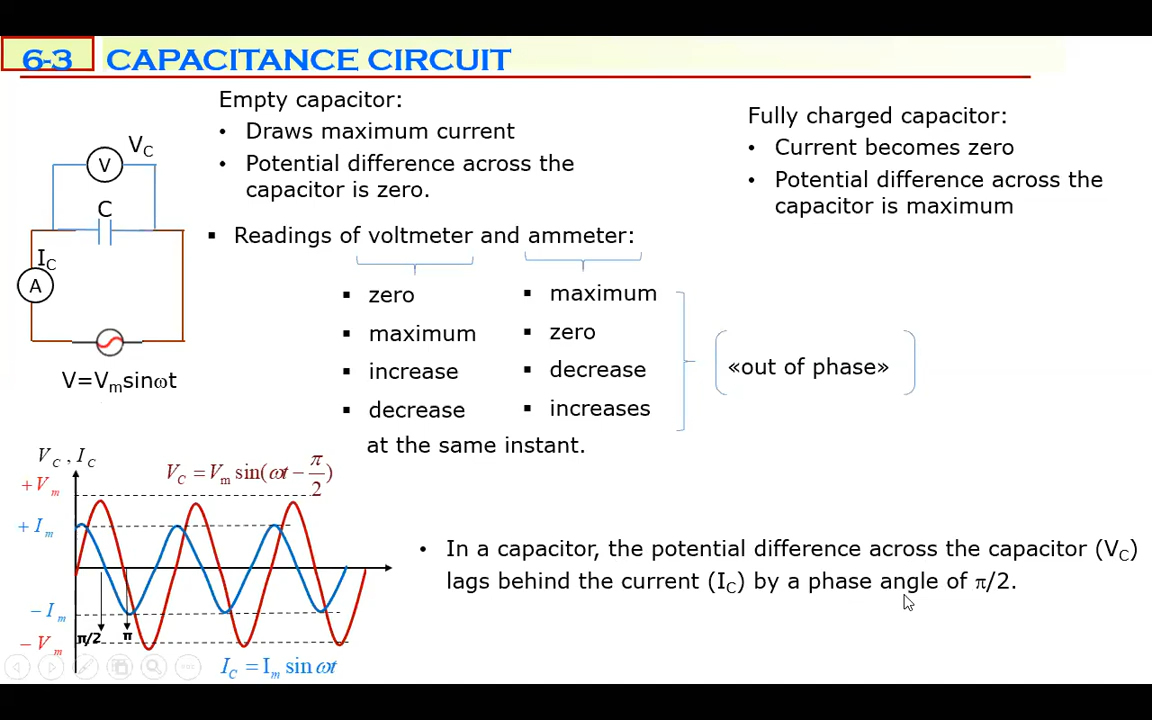 6-3 CAPACITANCE CIRCUIT
Empty capacitor:
• Draws maximum current
• Potential difference across the
capacitor is zero.
Fully charged capacitor:
• Current becomes zero
• Potential difference across the
capacitor is maximum
V_C
V
C
I_C
A
V=V_m sinωt
▪ Readings of voltmeter and ammeter:
▪ zero ▪ maximum
▪ maximum ▪ zero
▪ increase ▪ decrease
▪ decrease ▪ increases
at the same instant.
«out of phase»
V_C , I_C
V_C = V_m sin(ωt − π/2)
+V_m
+I_m
−I_m
−V_m
π/2
π
I_C = I_m sin ωt
• In a capacitor, the potential difference across the capacitor (V_C)
lags behind the current (I_C) by a phase angle of π/2.